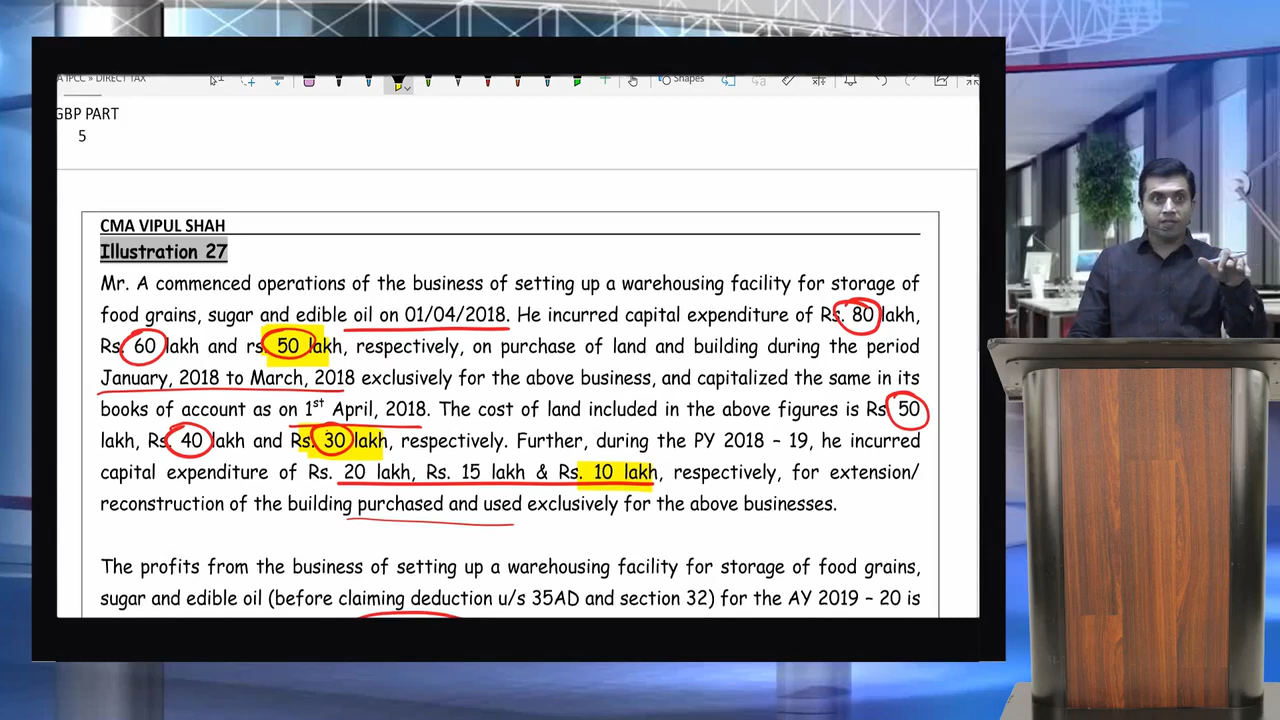 A IPCC » DIRECT TAX
Shapes
GBP PART
5
CMA VIPUL SHAH
Illustration 27
Mr. A commenced operations of the business of setting up a warehousing facility for storage of
food grains, sugar and edible oil on 01/04/2018. He incurred capital expenditure of Rs. 80 lakh,
Rs. 60 lakh and rs. 50 lakh, respectively, on purchase of land and building during the period
January, 2018 to March, 2018 exclusively for the above business, and capitalized the same in its
books of account as on 1st April, 2018. The cost of land included in the above figures is Rs 50
lakh, Rs. 40 lakh and Rs. 30 lakh, respectively. Further, during the PY 2018 – 19, he incurred
capital expenditure of Rs. 20 lakh, Rs. 15 lakh & Rs. 10 lakh, respectively, for extension/
reconstruction of the building purchased and used exclusively for the above businesses.
The profits from the business of setting up a warehousing facility for storage of food grains,
sugar and edible oil (before claiming deduction u/s 35AD and section 32) for the AY 2019 – 20 is